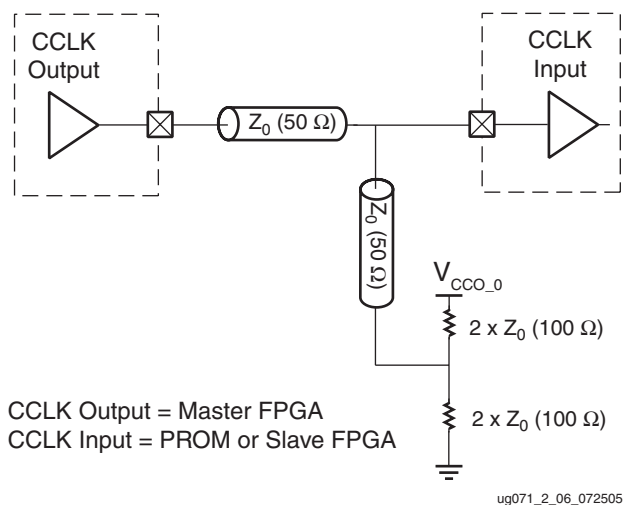 CCLK
Output
CCLK
Input
Z0 (50 Ω)
Z0
(50 Ω)
VCCO_0
2 x Z0 (100 Ω)
2 x Z0 (100 Ω)
CCLK Output = Master FPGA
CCLK Input = PROM or Slave FPGA
ug071_2_06_072505